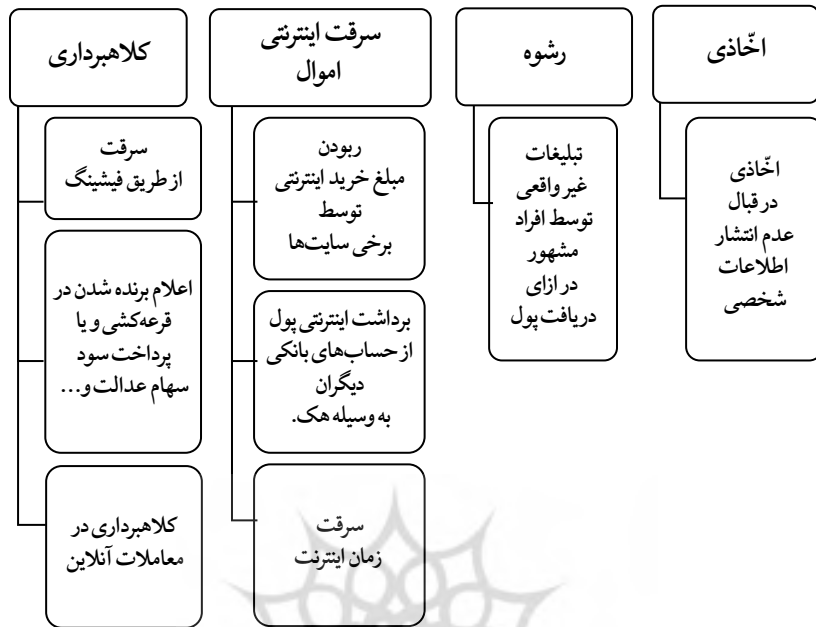 اخّاذی
اخّاذی
در قبال
عدم انتشار
اطلاعات
شخصی
رشوه
تبلیغات
غیر واقعی
توسط افراد
مشهور
در ازای
دریافت پول
سرقت اینترنتی
اموال
ربودن
مبلغ خرید اینترنتی
توسط
برخی سایت‌ها
برداشت اینترنتی پول
از حساب‌های بانکی
دیگران
به وسیله هک.
سرقت
زمان اینترنت
کلاهبرداری
سرقت
از طریق فیشینگ
اعلام برنده شدن در
قرعه‌کشی و یا
پرداخت سود
سهام عدالت و...
کلاهبرداری در
معاملات آنلاین